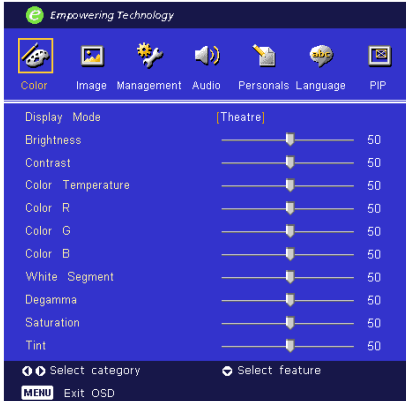 e Empowering Technology
Color Image Management Audio Personals Language PIP
Display Mode [Theatre]
Brightness 50
Contrast 50
Color Temperature 50
Color R 50
Color G 50
Color B 50
White Segment 50
Degamma 50
Saturation 50
Tint 50
Select category Select feature
MENU Exit OSD